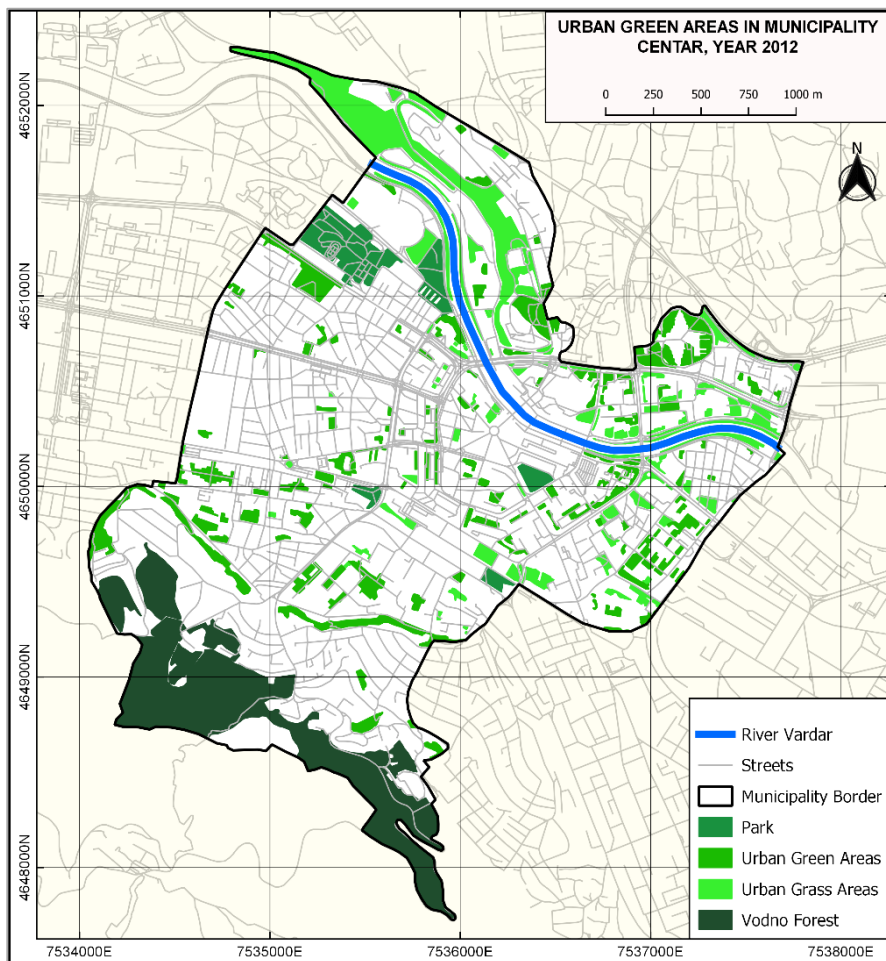 URBAN GREEN AREAS IN MUNICIPALITY
CENTAR, YEAR 2012
0 250 500 750 1000 m
N
4652000N
4651000N
4650000N
4649000N
4648000N
River Vardar
Streets
Municipality Border
Park
Urban Green Areas
Urban Grass Areas
Vodno Forest
7534000E 7535000E 7536000E 7537000E 7538000E